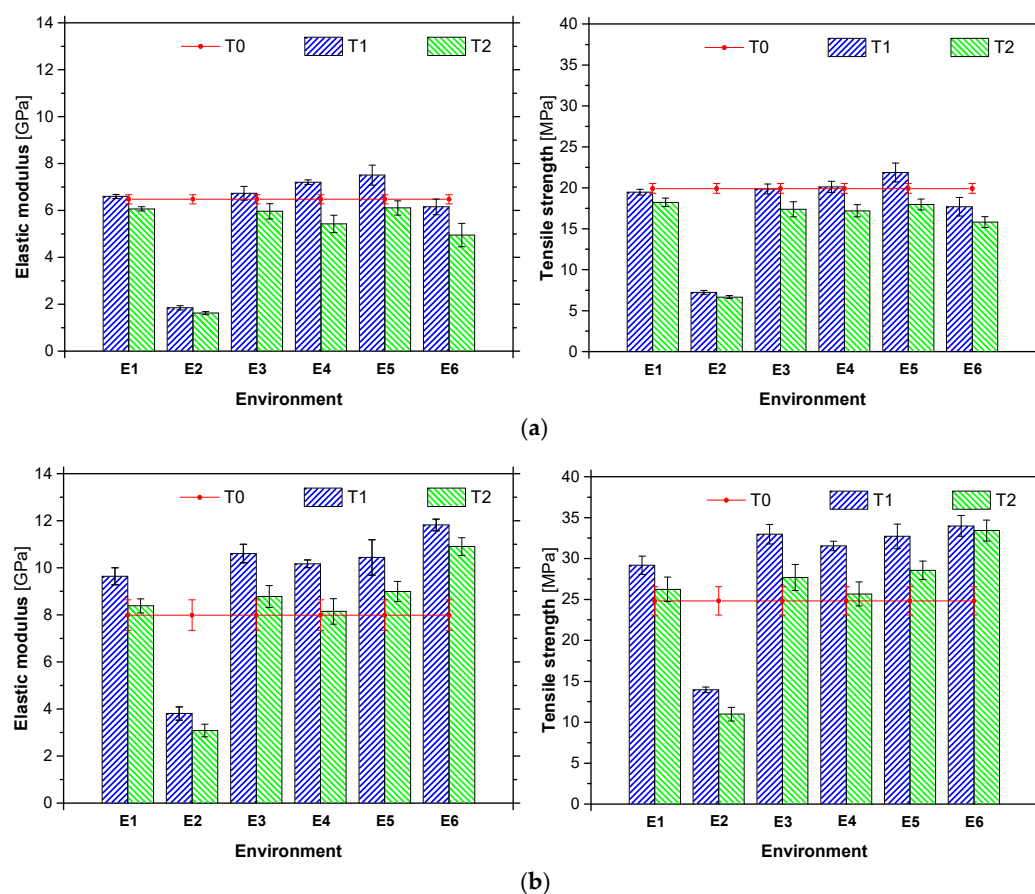 T0 T1 T2
Elastic modulus [GPa]
14
12
10
8
6
4
2
0
E1 E2 E3 E4 E5 E6
Environment
T0 T1 T2
Tensile strength [MPa]
40
35
30
25
20
15
10
5
0
E1 E2 E3 E4 E5 E6
Environment
(a)
T0 T1 T2
Elastic modulus [GPa]
14
12
10
8
6
4
2
0
E1 E2 E3 E4 E5 E6
Environment
T0 T1 T2
Tensile strength [MPa]
40
35
30
25
20
15
10
5
0
E1 E2 E3 E4 E5 E6
Environment
(b)